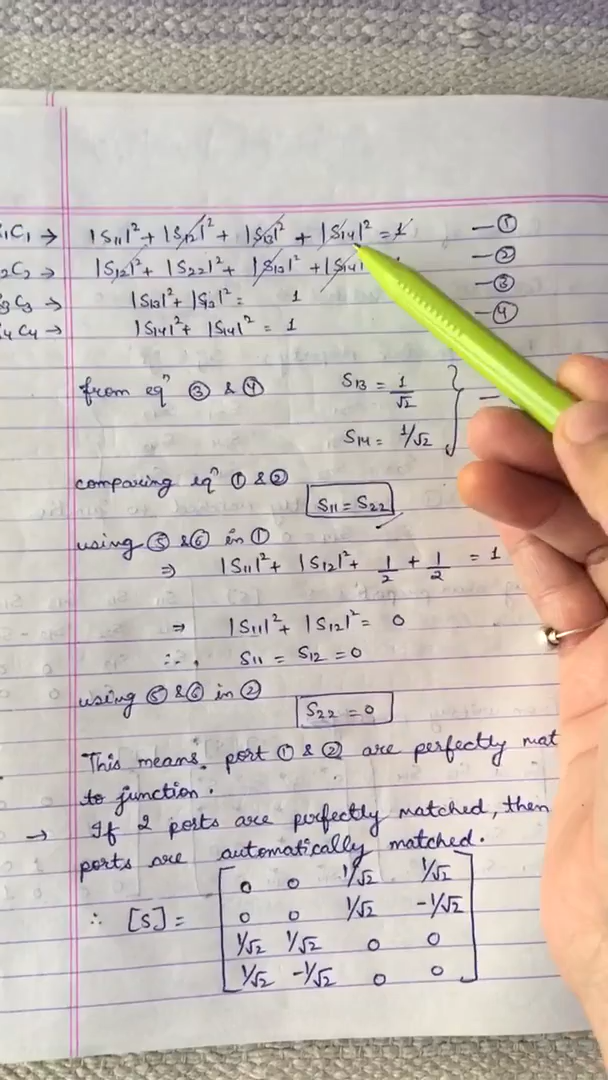 ₁C₁ → |S₁₁|² + |S₁₂|² + |S₁₃|² + |S₁₄|² = 1 — ①
₂C₂ → |S₁₂|² + |S₂₂|² + |S₁₃|² + |S₁₄| — ②
₃C₃ → |S₁₃|² + |S₁₃|² = 1 — ③
₄C₄ → |S₁₄|² + |S₁₄|² = 1 — ④
from eqⁿ ③ & ④ S₁₃ = 1/√2
S₁₄ = 1/√2
comparing eqⁿ ① & ②
S₁₁ = S₂₂
using ⑤ & ⑥ in ①
⇒ |S₁₁|² + |S₁₂|² + 1/2 + 1/2 = 1
⇒ |S₁₁|² + |S₁₂|² = 0
∴ S₁₁ = S₁₂ = 0
using ⑤ & ⑥ in ②
S₂₂ = 0
This means, port ① & ② are perfectly mat
to junction.
→ If 2 ports are perfectly matched, then
ports are automatically matched.
∴ [S] =
0 0 1/√2 1/√2
0 0 1/√2 -1/√2
1/√2 1/√2 0 0
1/√2 -1/√2 0 0